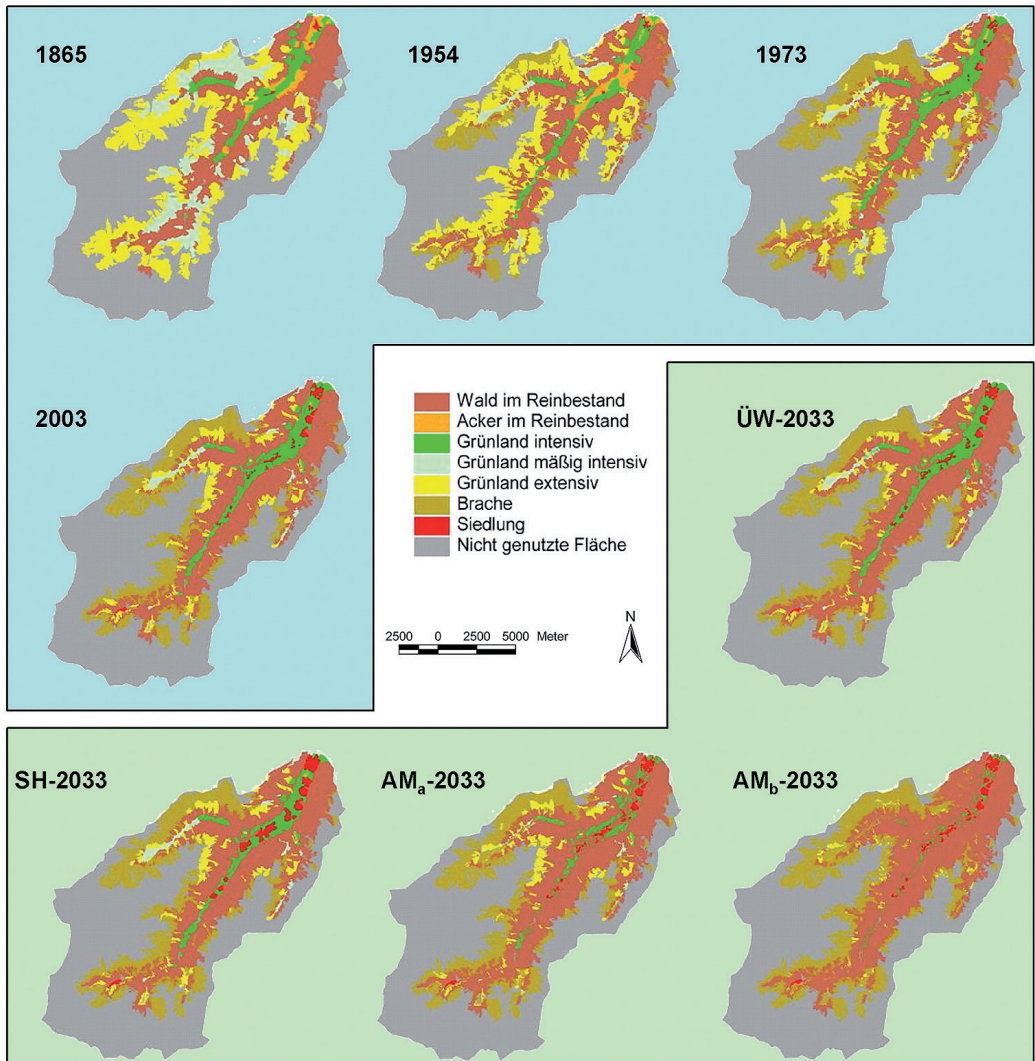 1865
1954
1973
2003
Wald im Reinbestand
Acker im Reinbestand
Grünland intensiv
Grünland mäßig intensiv
Grünland extensiv
Brache
Siedlung
Nicht genutzte Fläche
2500 0 2500 5000 Meter
N
ÜW-2033
SH-2033
AMa-2033
AMb-2033